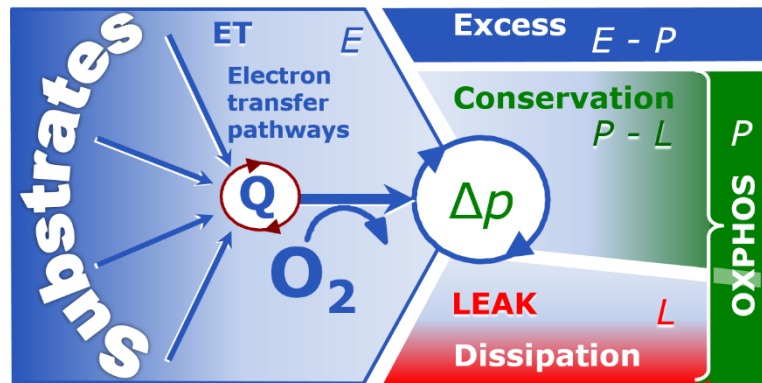 Substrates
ET
E
Electron
transfer
pathways
Q
O2
Δp
Excess
E - P
Conservation
P - L
P
OXPHOS
LEAK
L
Dissipation